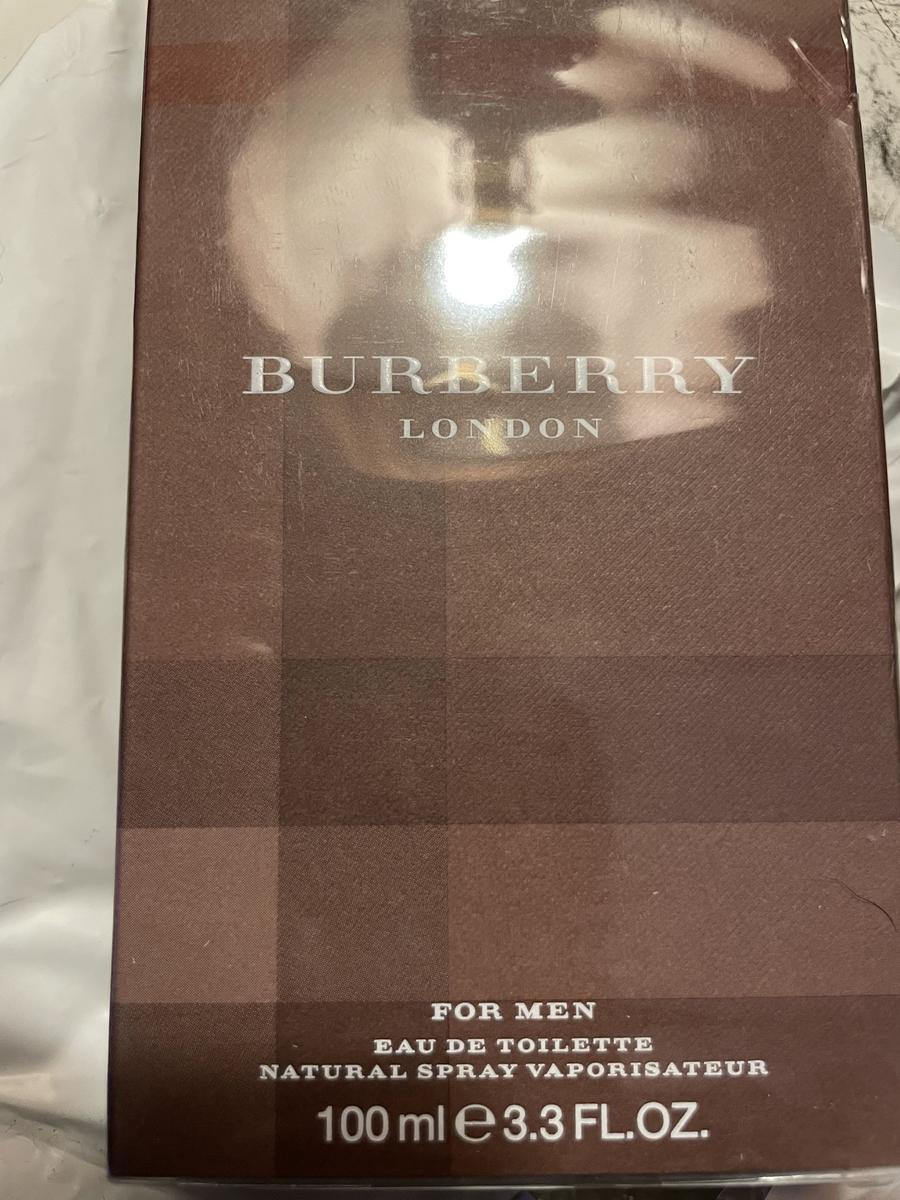 BURBERRY
LONDON
FOR MEN
EAU DE TOILETTE
NATURAL SPRAY VAPORISATEUR
100 ml ℮ 3.3 FL.OZ.